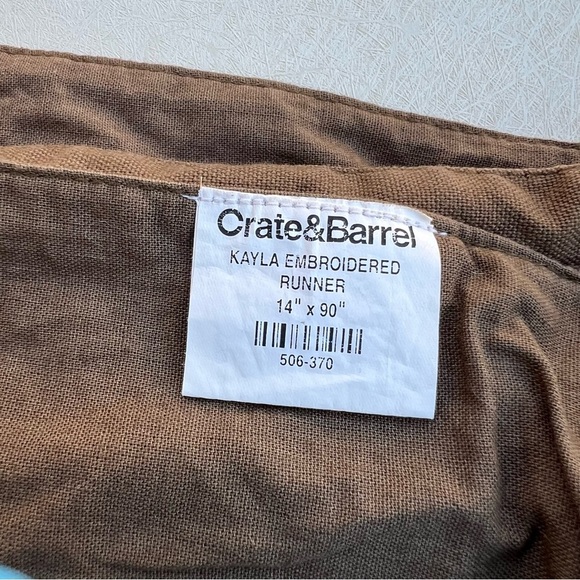 Crate&Barrel
KAYLA EMBROIDERED
RUNNER
14" x 90"
506-370